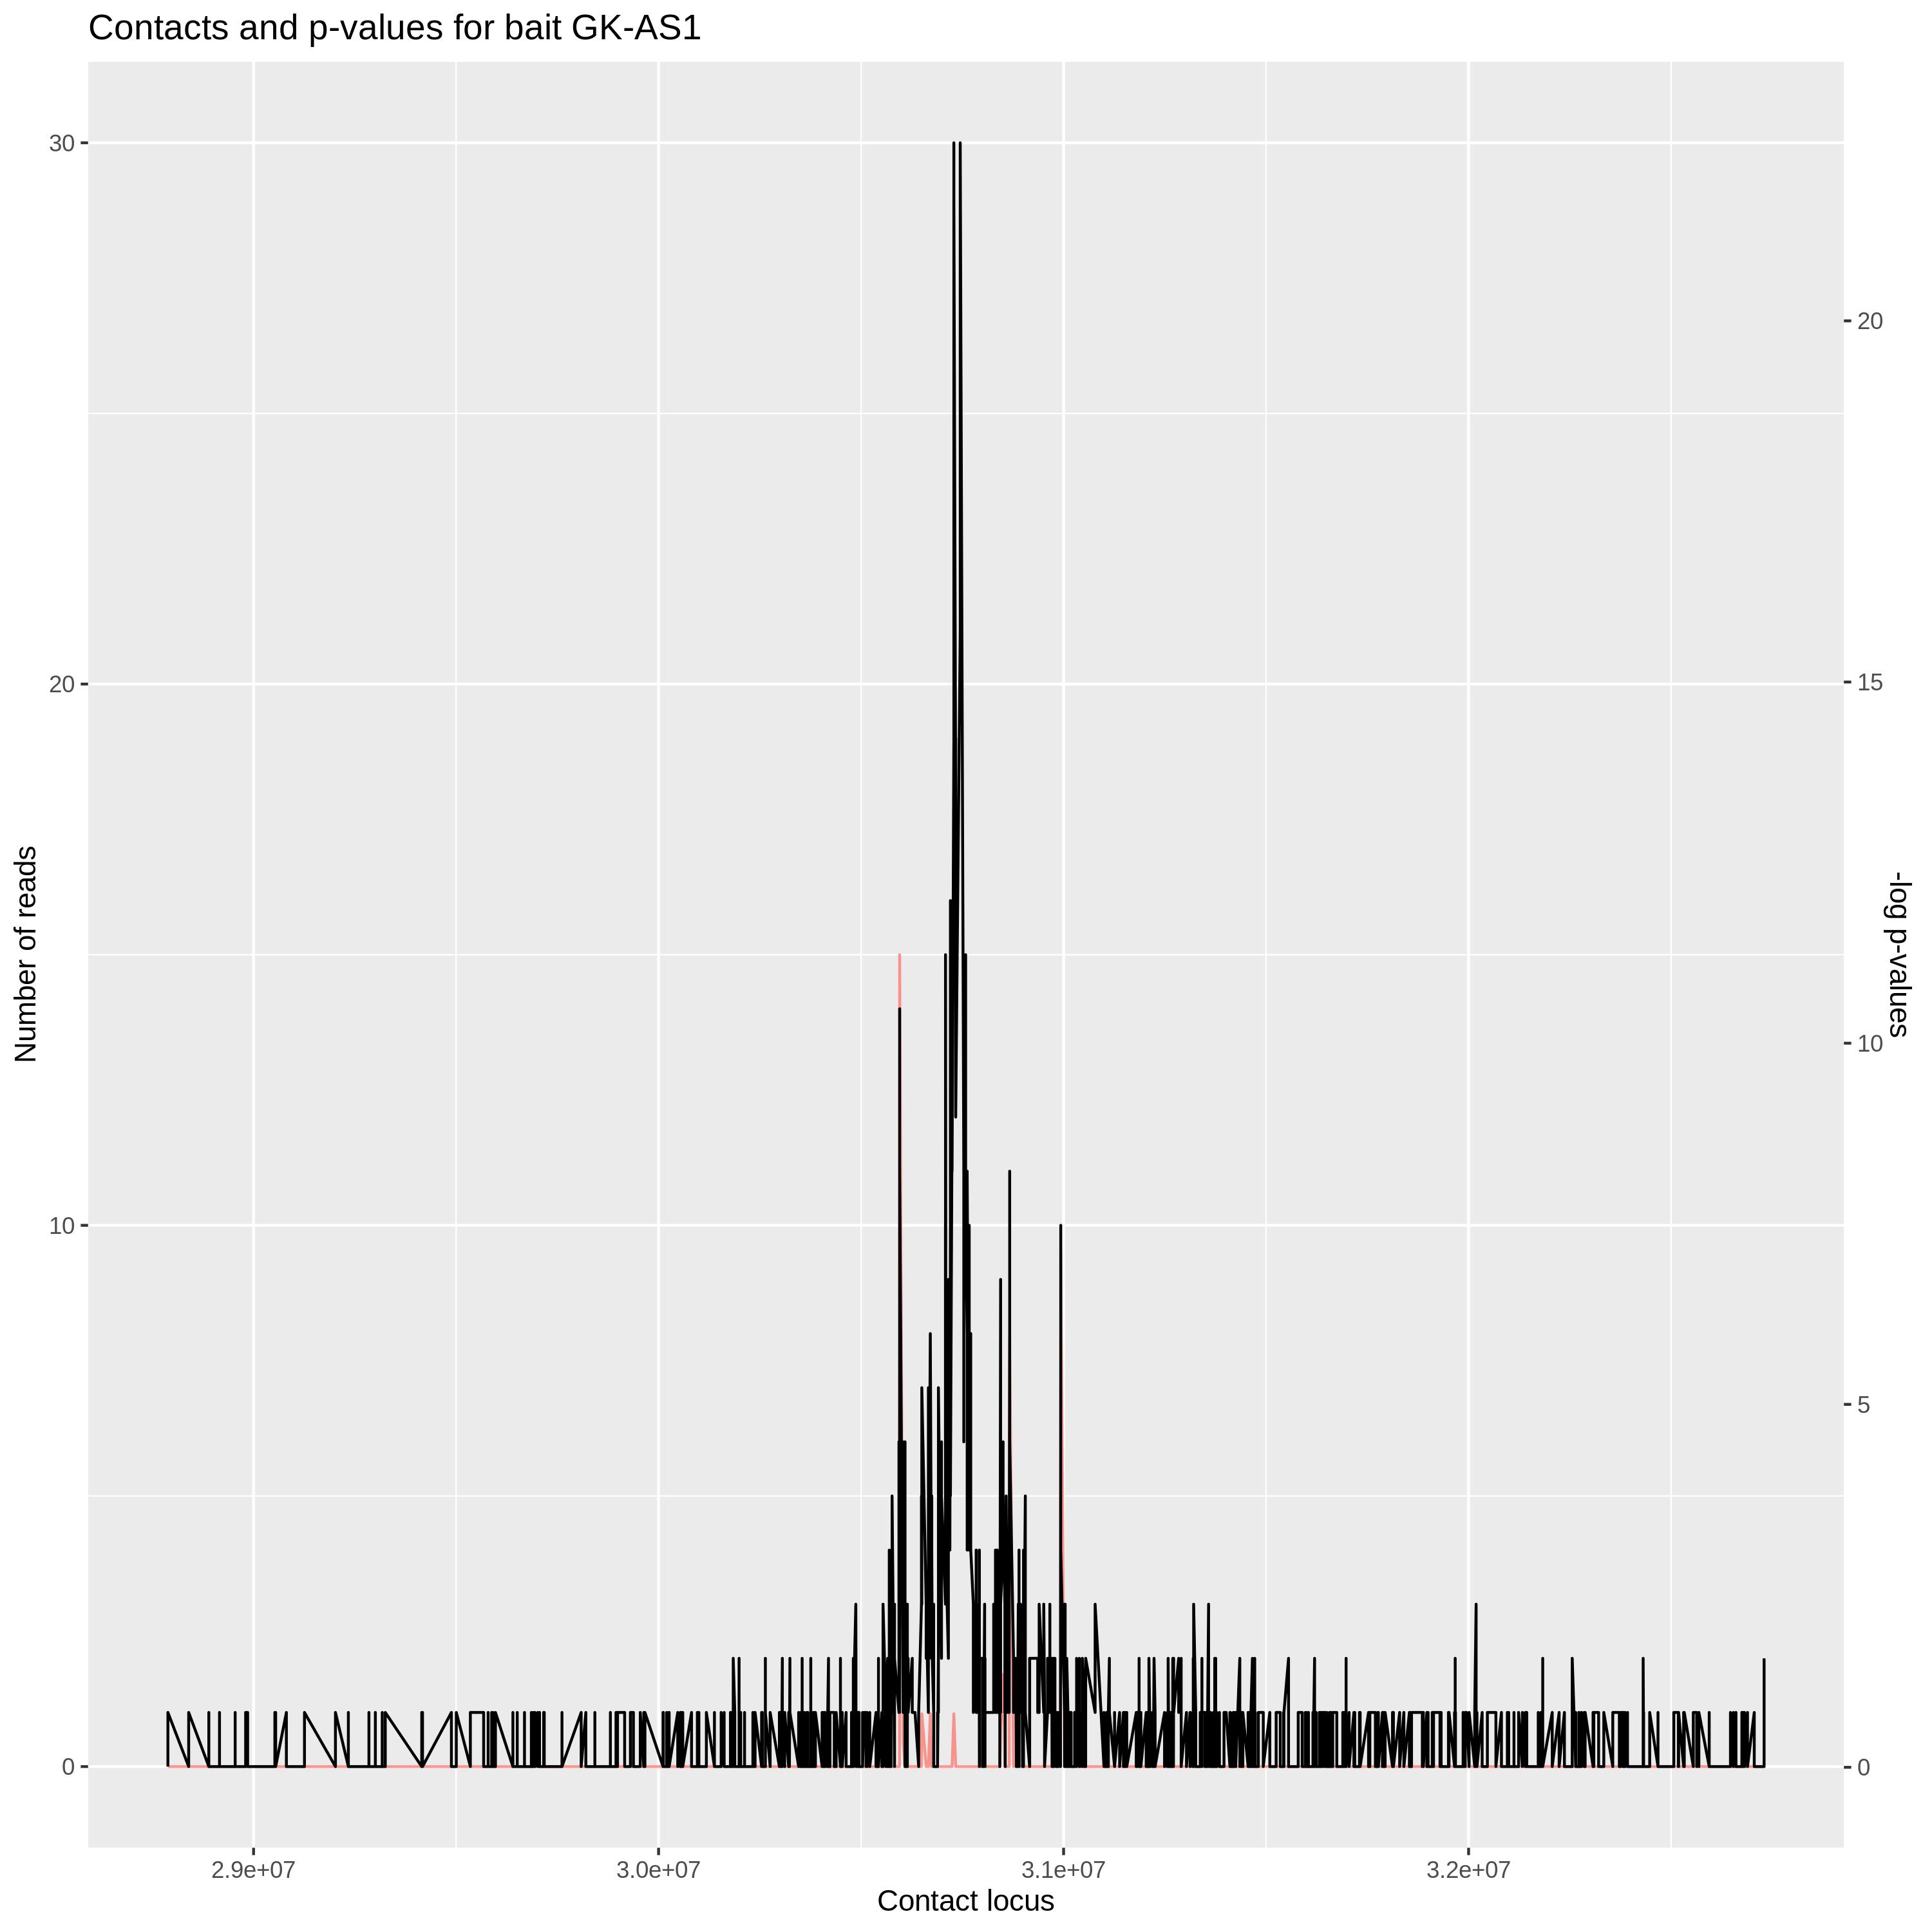 Contacts and p-values for bait GK-AS1
30
20
10
0
20
15
10
5
0
Number of reads
-log p-values
2.9e+07 3.0e+07 3.1e+07 3.2e+07
Contact locus